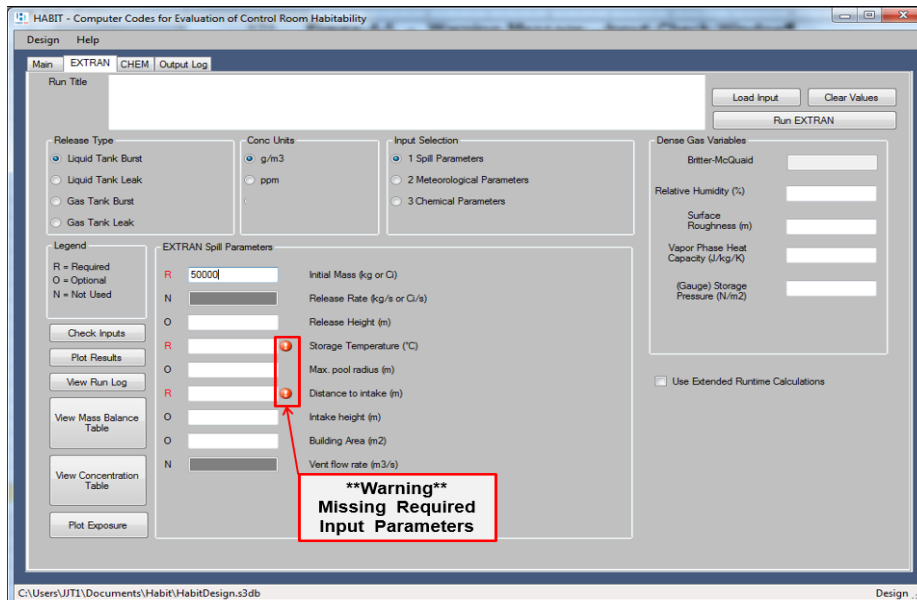 HABIT - Computer Codes for Evaluation of Control Room Habitability
Design Help
Main EXTRAN CHEM Output Log
Run Title
Load Input Clear Values
Run EXTRAN
Release Type
Liquid Tank Burst
Liquid Tank Leak
Gas Tank Burst
Gas Tank Leak
Conc Units
g/m3
ppm
Input Selection
1 Spill Parameters
2 Meteorological Parameters
3 Chemical Parameters
Dense Gas Variables
Britter-McQuaid
Relative Humidity (%)
Surface
Roughness (m)
Vapor Phase Heat
Capacity (J/kg/K)
(Gauge) Storage
Pressure (N/m2)
Use Extended Runtime Calculations
Legend
R = Required
O = Optional
N = Not Used
Check Inputs
Plot Results
View Run Log
View Mass Balance
Table
View Concentration
Table
Plot Exposure
EXTRAN Spill Parameters
R 50000 Initial Mass (kg or Ci)
N Release Rate (kg/s or Ci/s)
O Release Height (m)
R Storage Temperature (°C)
O Max. pool radius (m)
R Distance to intake (m)
O Intake height (m)
O Building Area (m2)
N Vent flow rate (m3/s)
**Warning**
Missing Required
Input Parameters
C:\Users\JJT1\Documents\Habit\HabitDesign.s3db Design